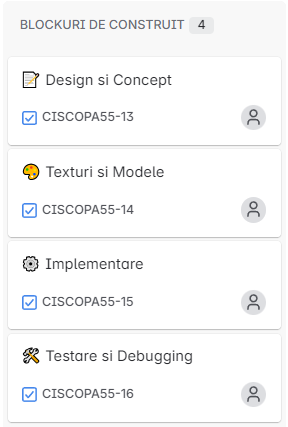 BLOCKURI DE CONSTRUIT 4
Design si Concept
CISCOPA55-13
Texturi si Modele
CISCOPA55-14
Implementare
CISCOPA55-15
Testare si Debugging
CISCOPA55-16